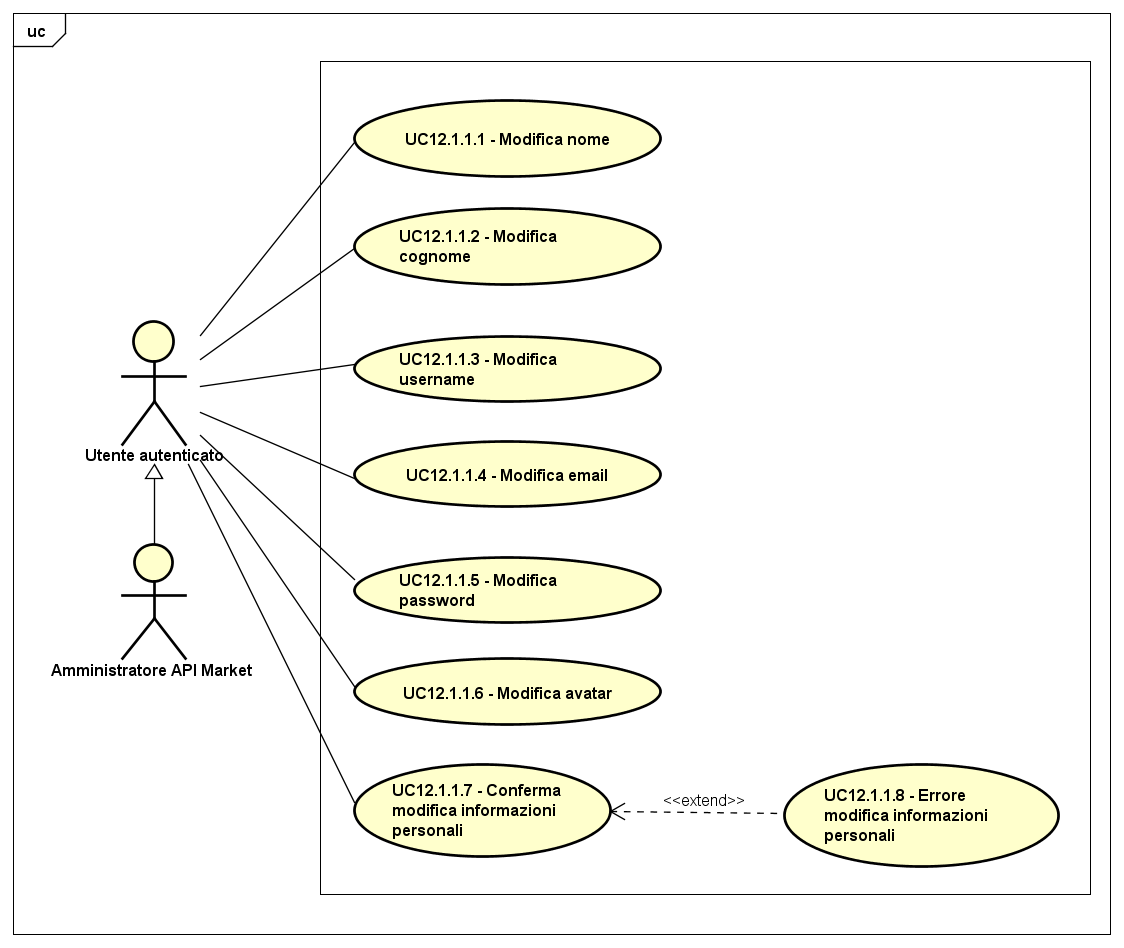 uc
UC12.1.1.1 - Modifica nome
UC12.1.1.2 - Modifica
cognome
UC12.1.1.3 - Modifica
username
Utente autenticato
UC12.1.1.4 - Modifica email
UC12.1.1.5 - Modifica
password
Amministratore API Market
UC12.1.1.6 - Modifica avatar
UC12.1.1.7 - Conferma
modifica informazioni
personali
<<extend>>
UC12.1.1.8 - Errore
modifica informazioni
personali